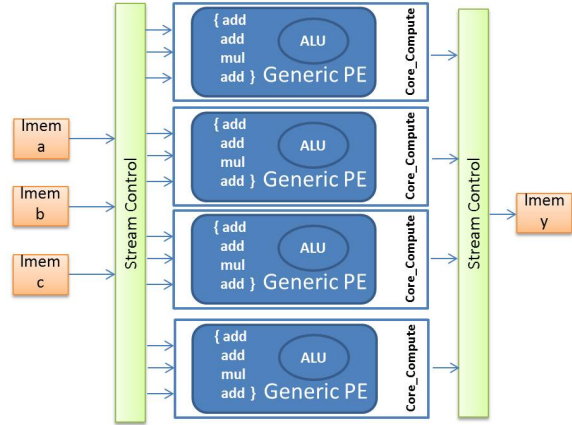 { add
add
mul
add }
ALU
Generic PE
Core_Compute
{ add
add
mul
add }
ALU
Generic PE
Core_Compute
{ add
add
mul
add }
ALU
Generic PE
Core_Compute
{ add
add
mul
add }
ALU
Generic PE
Core_Compute
lmem
a
lmem
b
lmem
c
Stream Control
Stream Control
lmem
y